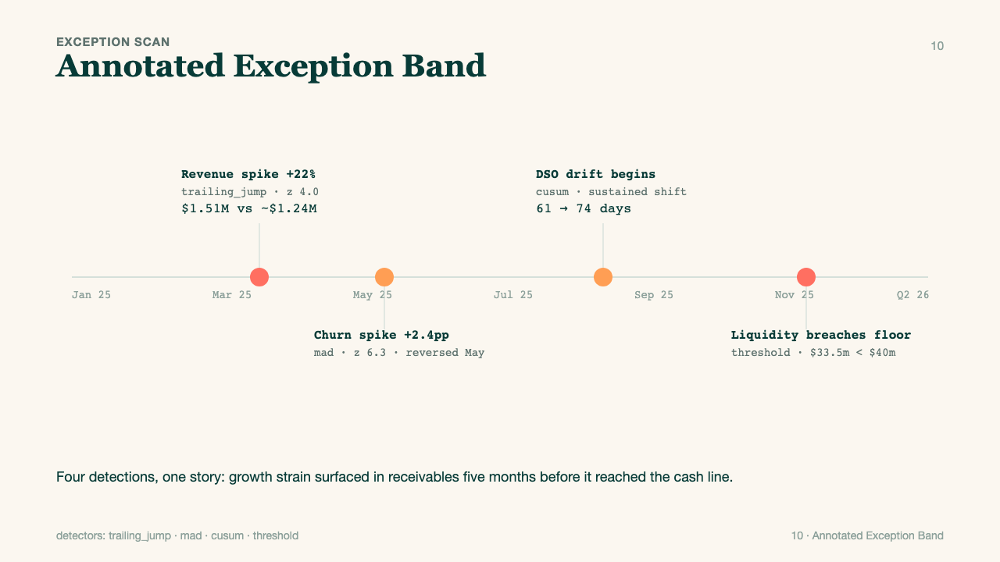 EXCEPTION SCAN
10
Annotated Exception Band
Revenue spike +22%
trailing_jump · z 4.0
$1.51M vs ~$1.24M
DSO drift begins
cusum · sustained shift
61 → 74 days
Jan 25
Mar 25
May 25
Jul 25
Sep 25
Nov 25
Q2 26
Churn spike +2.4pp
mad · z 6.3 · reversed May
Liquidity breaches floor
threshold · $33.5m < $40m
Four detections, one story: growth strain surfaced in receivables five months before it reached the cash line.
detectors: trailing_jump · mad · cusum · threshold
10 · Annotated Exception Band